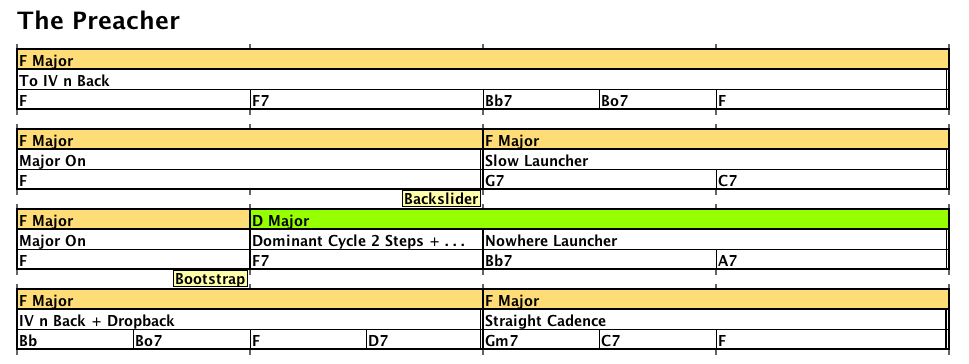 The Preacher
F Major
To IV n Back
F F7 Bb7 Bo7 F
F Major F Major
Major On Slow Launcher
F G7 C7
Backslider
F Major D Major
Major On Dominant Cycle 2 Steps + . . . Nowhere Launcher
F F7 Bb7 A7
Bootstrap
F Major F Major
IV n Back + Dropback Straight Cadence
Bb Bo7 F D7 Gm7 C7 F